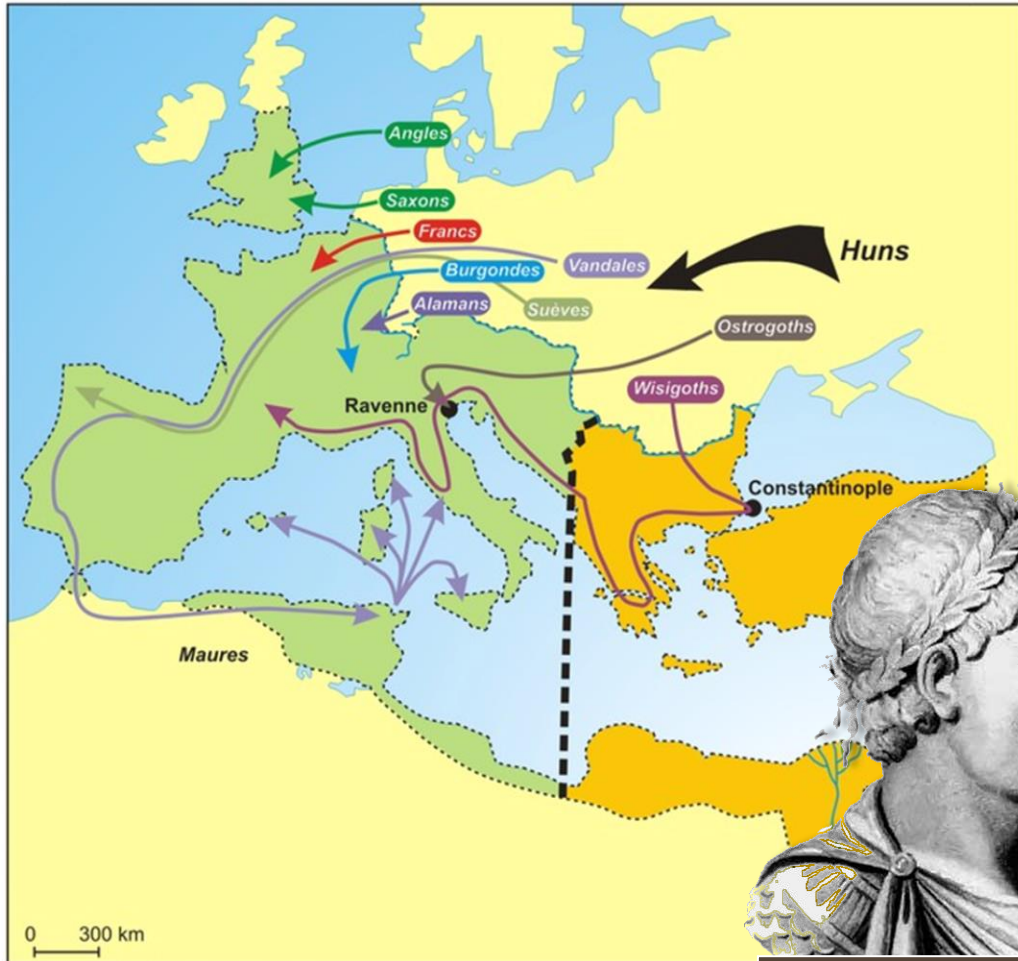 Angles
Saxons
Francs
Vandales
Burgondes
Huns
Alamans
Suèves
Ostrogoths
Wisigoths
Ravenne
Constantinople
Maures
0 300 km